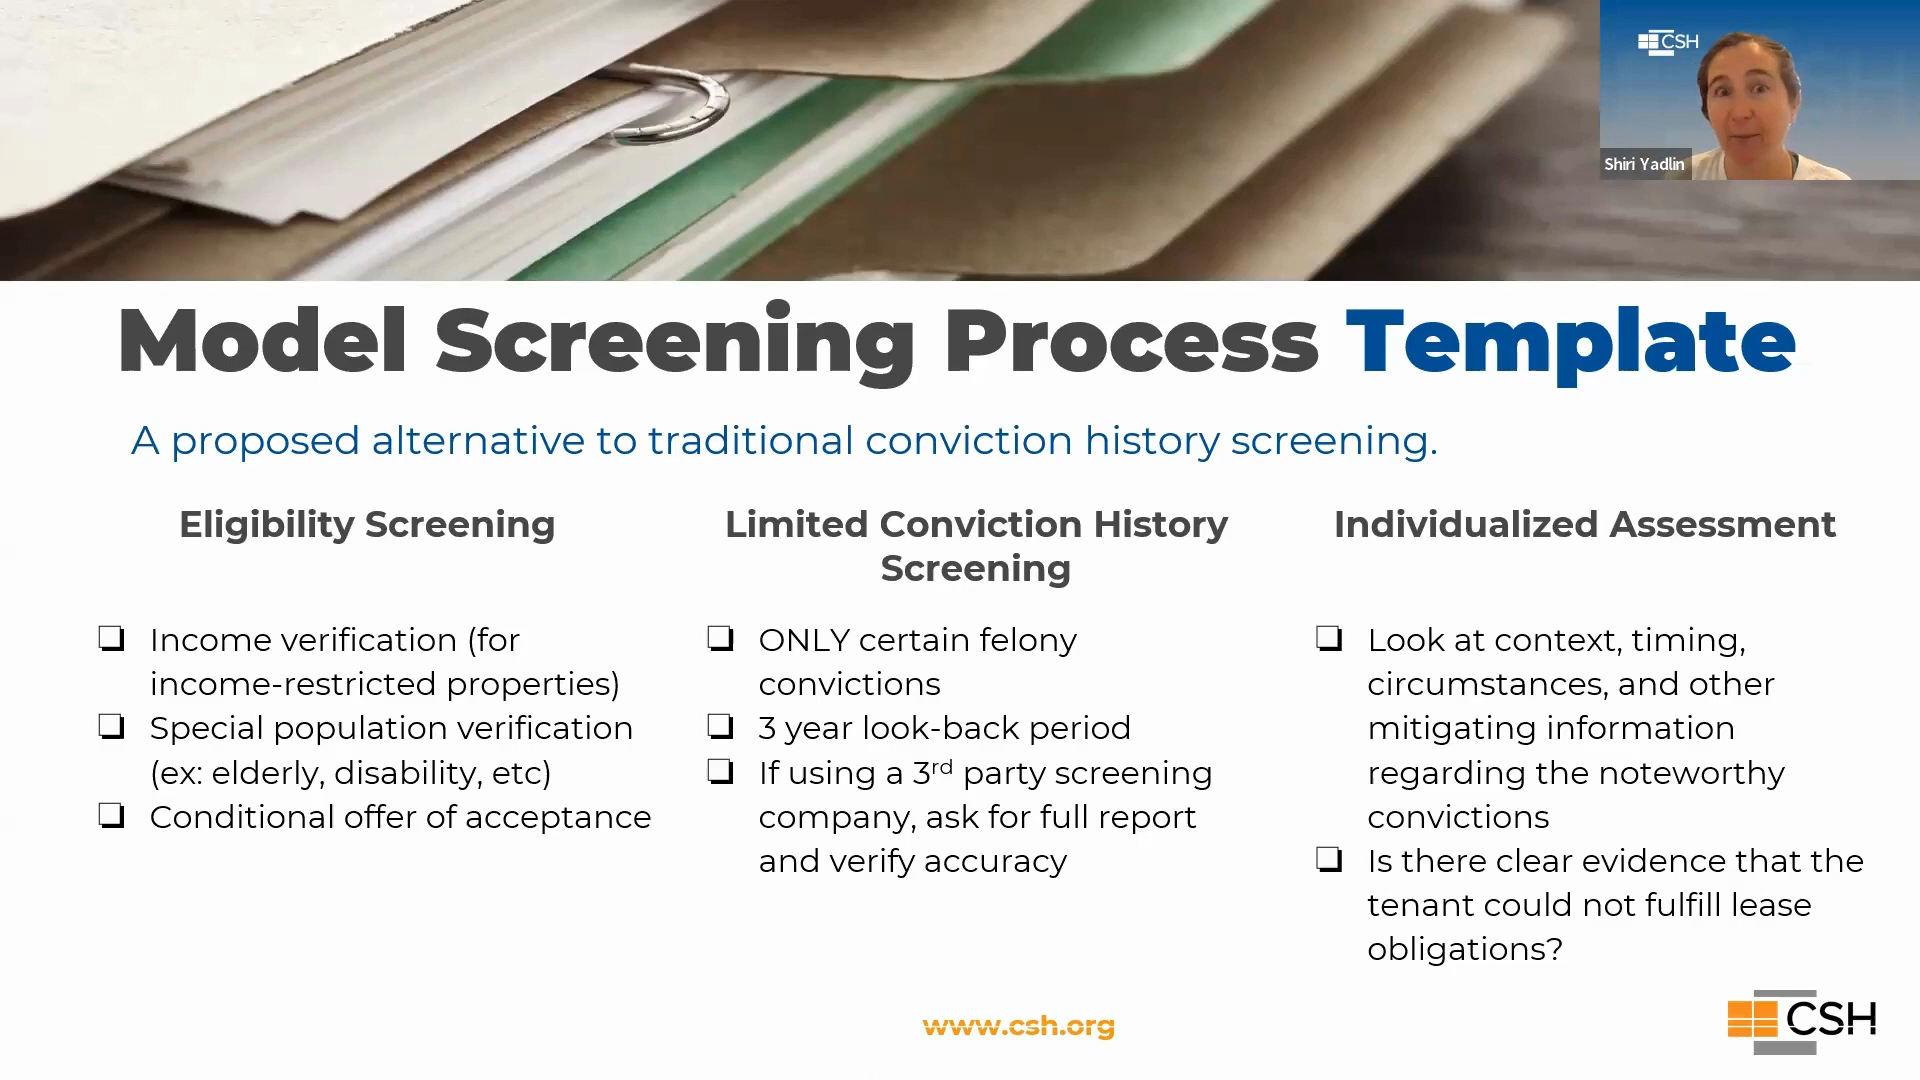 CSH
Shiri Yadlin
Model Screening Process Template
A proposed alternative to traditional conviction history screening.
Eligibility Screening
❏ Income verification (for
income-restricted properties)
❏ Special population verification
(ex: elderly, disability, etc)
❏ Conditional offer of acceptance
Limited Conviction History
Screening
❏ ONLY certain felony
convictions
❏ 3 year look-back period
❏ If using a 3rd party screening
company, ask for full report
and verify accuracy
Individualized Assessment
❏ Look at context, timing,
circumstances, and other
mitigating information
regarding the noteworthy
convictions
❏ Is there clear evidence that the
tenant could not fulfill lease
obligations?
www.csh.org
CSH